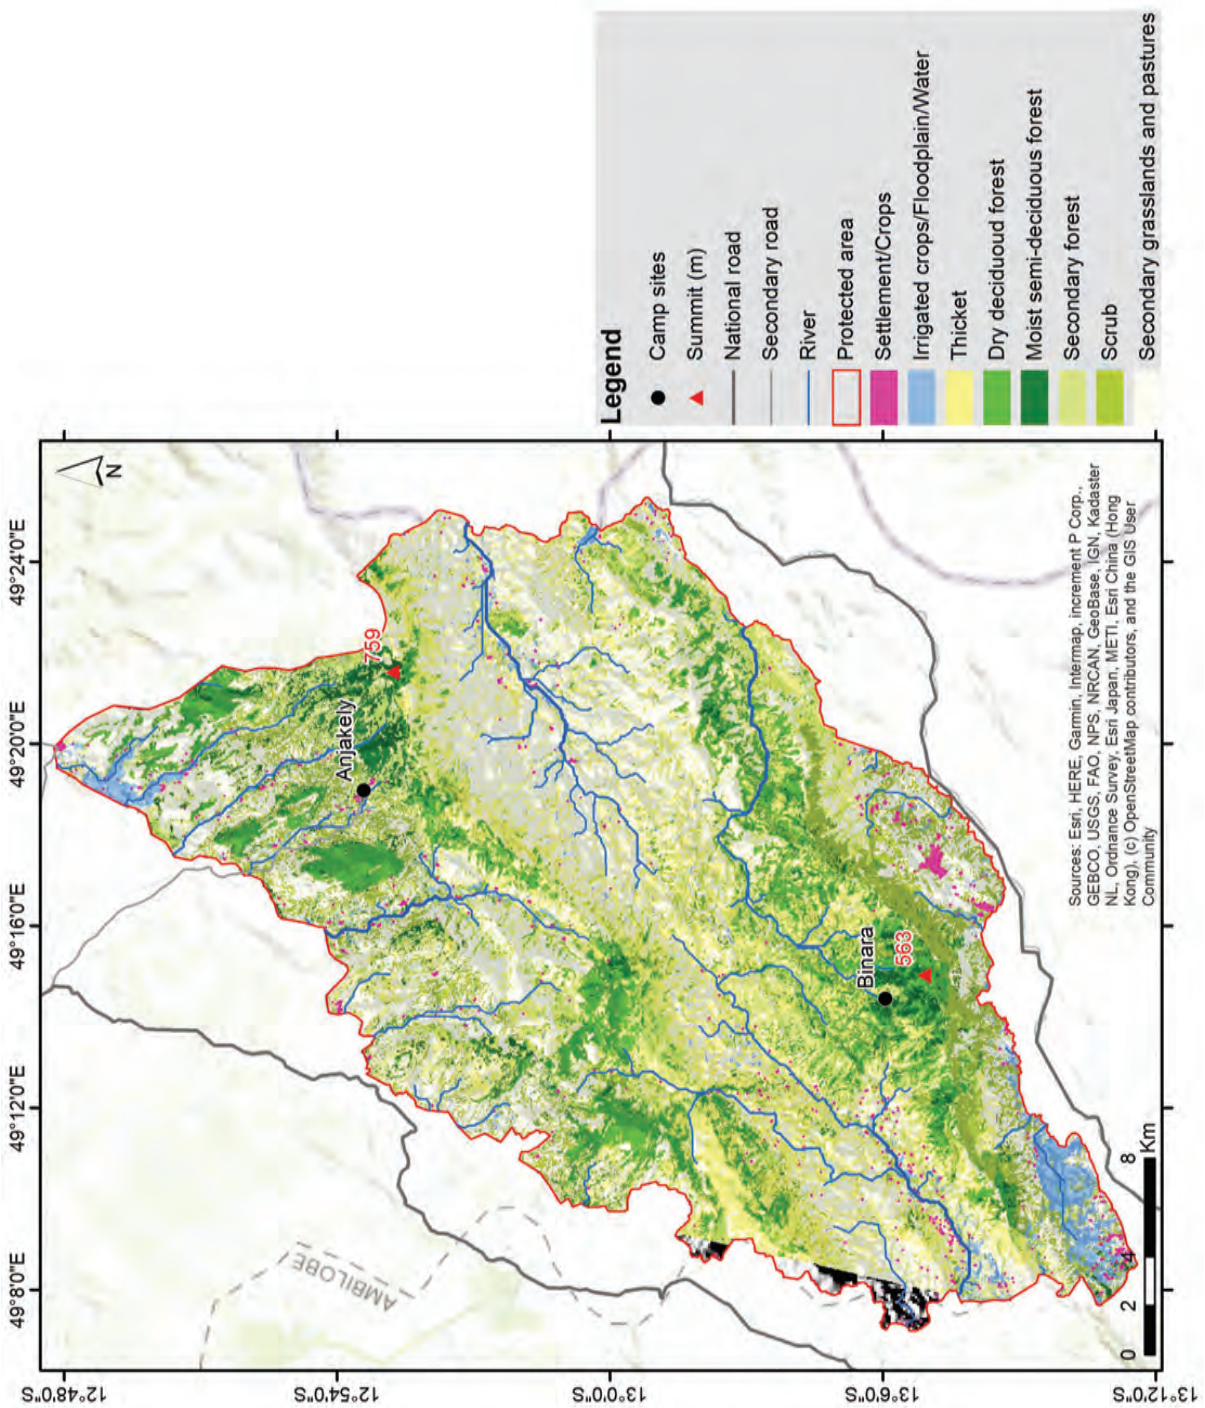 12°48'0"S
12°54'0"S
13°0'0"S
13°6'0"S
13°12'0"S
49°8'0"E
49°12'0"E
49°16'0"E
49°20'0"E
49°24'0"E
N
AMBILOBE
Anjakely
759
Binara
563
0 2 4 8
Km
Sources: Esri, HERE, Garmin, Intermap, increment P Corp.,
GEBCO, USGS, FAO, NPS, NRCAN, GeoBase, IGN, Kadaster
NL, Ordnance Survey, Esri Japan, METI, Esri China (Hong
Kong), (c) OpenStreetMap contributors, and the GIS User
Community
Legend
Camp sites
Summit (m)
National road
Secondary road
River
Protected area
Settlement/Crops
Irrigated crops/Floodplain/Water
Thicket
Dry deciduoud forest
Moist semi-deciduous forest
Secondary forest
Scrub
Secondary grasslands and pastures